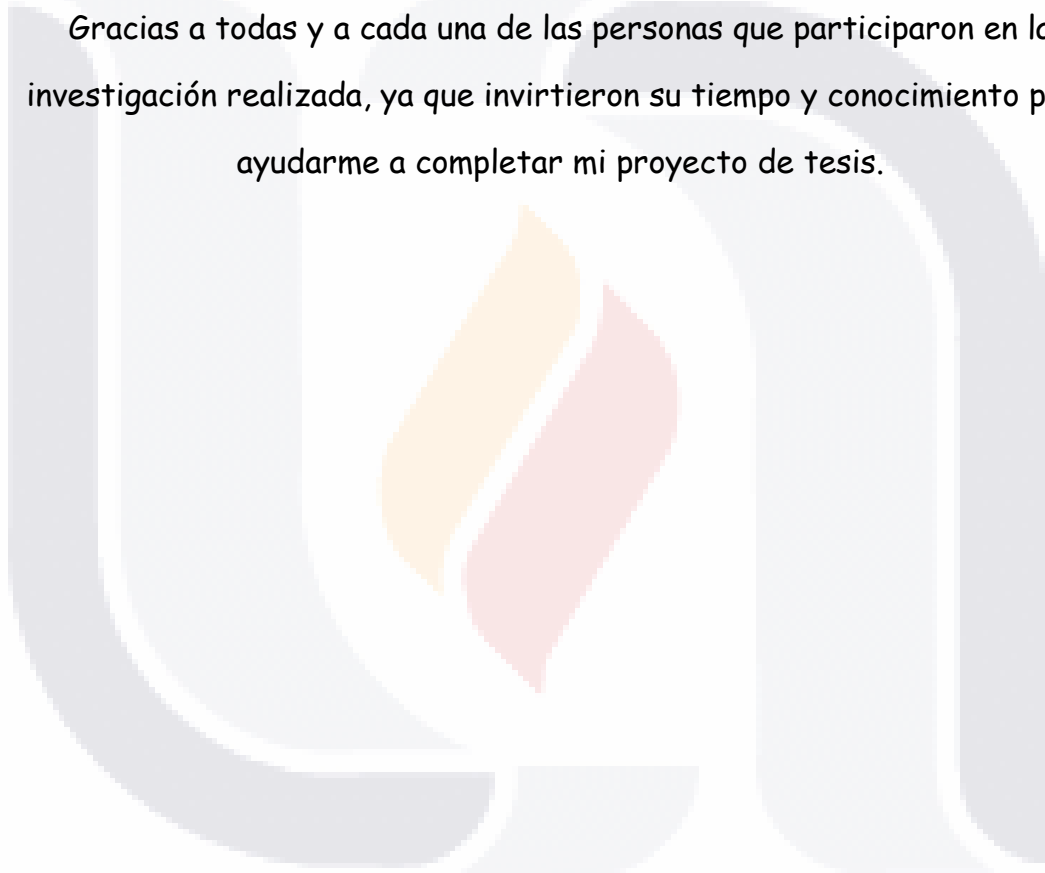 Gracias a todas y a cada una de las personas que participaron en la
investigación realizada, ya que invirtieron su tiempo y conocimiento
ayudarme a completar mi proyecto de tesis.